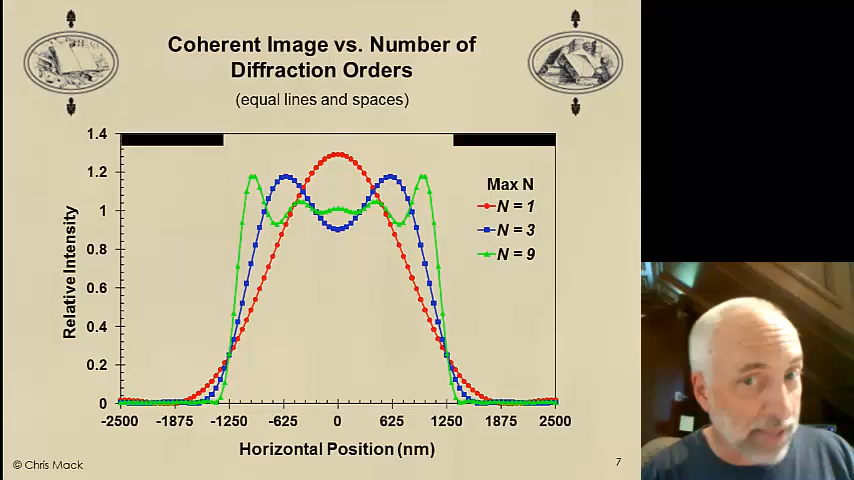 Coherent Image vs. Number of
Diffraction Orders
(equal lines and spaces)
1.4
1.2
1
0.8
0.6
0.4
0.2
0
Relative Intensity
Max N
N = 1
N = 3
N = 9
-2500 -1875 -1250 -625 0 625 1250 1875 2500
Horizontal Position (nm)
© Chris Mack
7